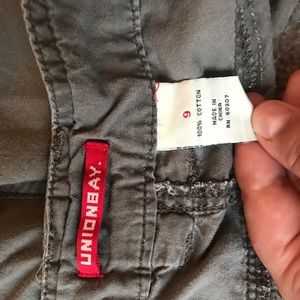 UNIONBAY.
9
100% COTTON
MADE IN
CHINA
RN 60307